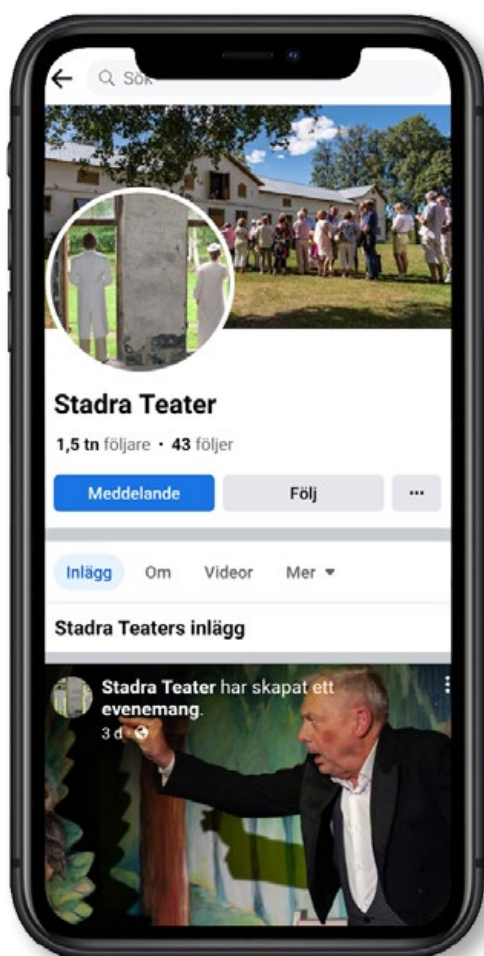 Sök
Stadra Teater
1,5 tn följare • 43 följer
Meddelande
Följ
Inlägg
Om
Videor
Mer
Stadra Teaters inlägg
Stadra Teater har skapat ett
evenemang.
3 d